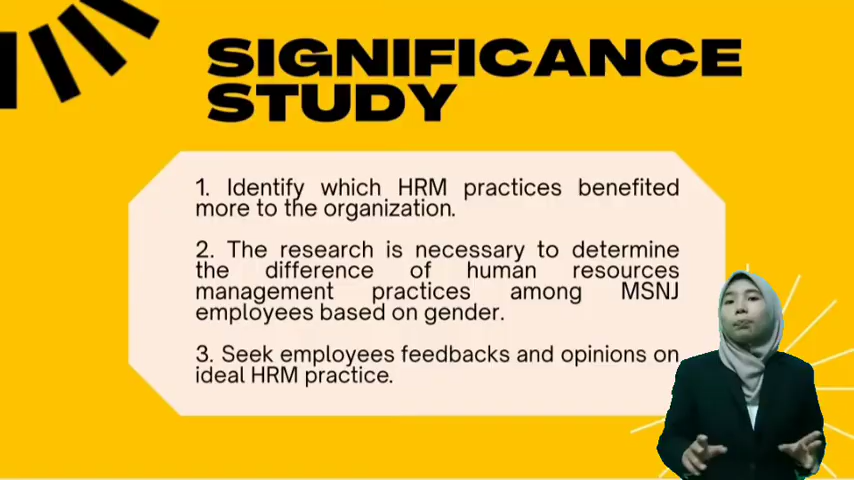 SIGNIFICANCE
STUDY
1. Identify which HRM practices benefited
more to the organization.
2. The research is necessary to determine
the difference of human resources
management practices among MSNJ
employees based on gender.
3. Seek employees feedbacks and opinions on
ideal HRM practice.